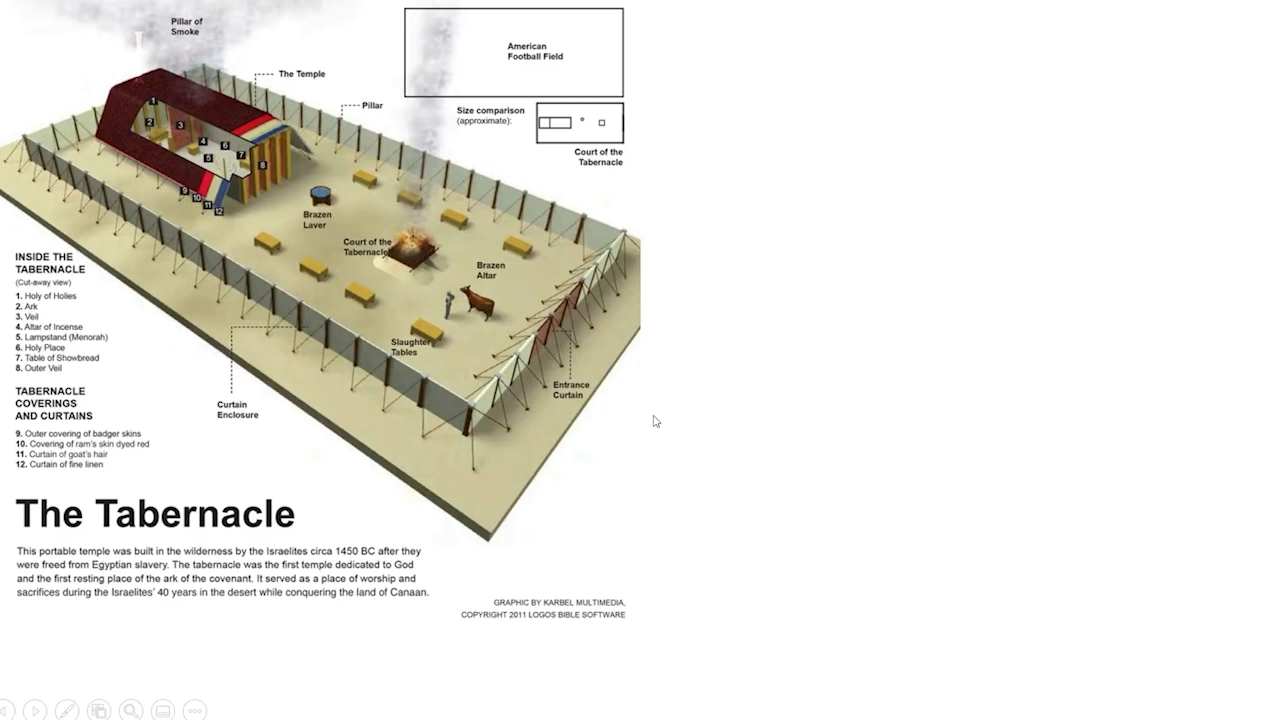 Pillar of
Smoke
American
Football Field
The Temple
Pillar
Size comparison
(approximate):
Court of the
Tabernacle
1
2
3
4
6
5
7
8
9
10
11
12
Brazen
Laver
Court of the
Tabernacle
Brazen
Altar
Slaughter
Tables
Entrance
Curtain
Curtain
Enclosure
INSIDE THE
TABERNACLE
(Cut-away view)
1. Holy of Holies
2. Ark
3. Veil
4. Altar of Incense
5. Lampstand (Menorah)
6. Holy Place
7. Table of Showbread
8. Outer Veil
TABERNACLE
COVERINGS
AND CURTAINS
9. Outer covering of badger skins
10. Covering of ram's skin dyed red
11. Curtain of goat's hair
12. Curtain of fine linen
The Tabernacle
This portable temple was built in the wilderness by the Israelites circa 1450 BC after they
were freed from Egyptian slavery. The tabernacle was the first temple dedicated to God
and the first resting place of the ark of the covenant. It served as a place of worship and
sacrifices during the Israelites' 40 years in the desert while conquering the land of Canaan.
GRAPHIC BY KARBEL MULTIMEDIA,
COPYRIGHT 2011 LOGOS BIBLE SOFTWARE